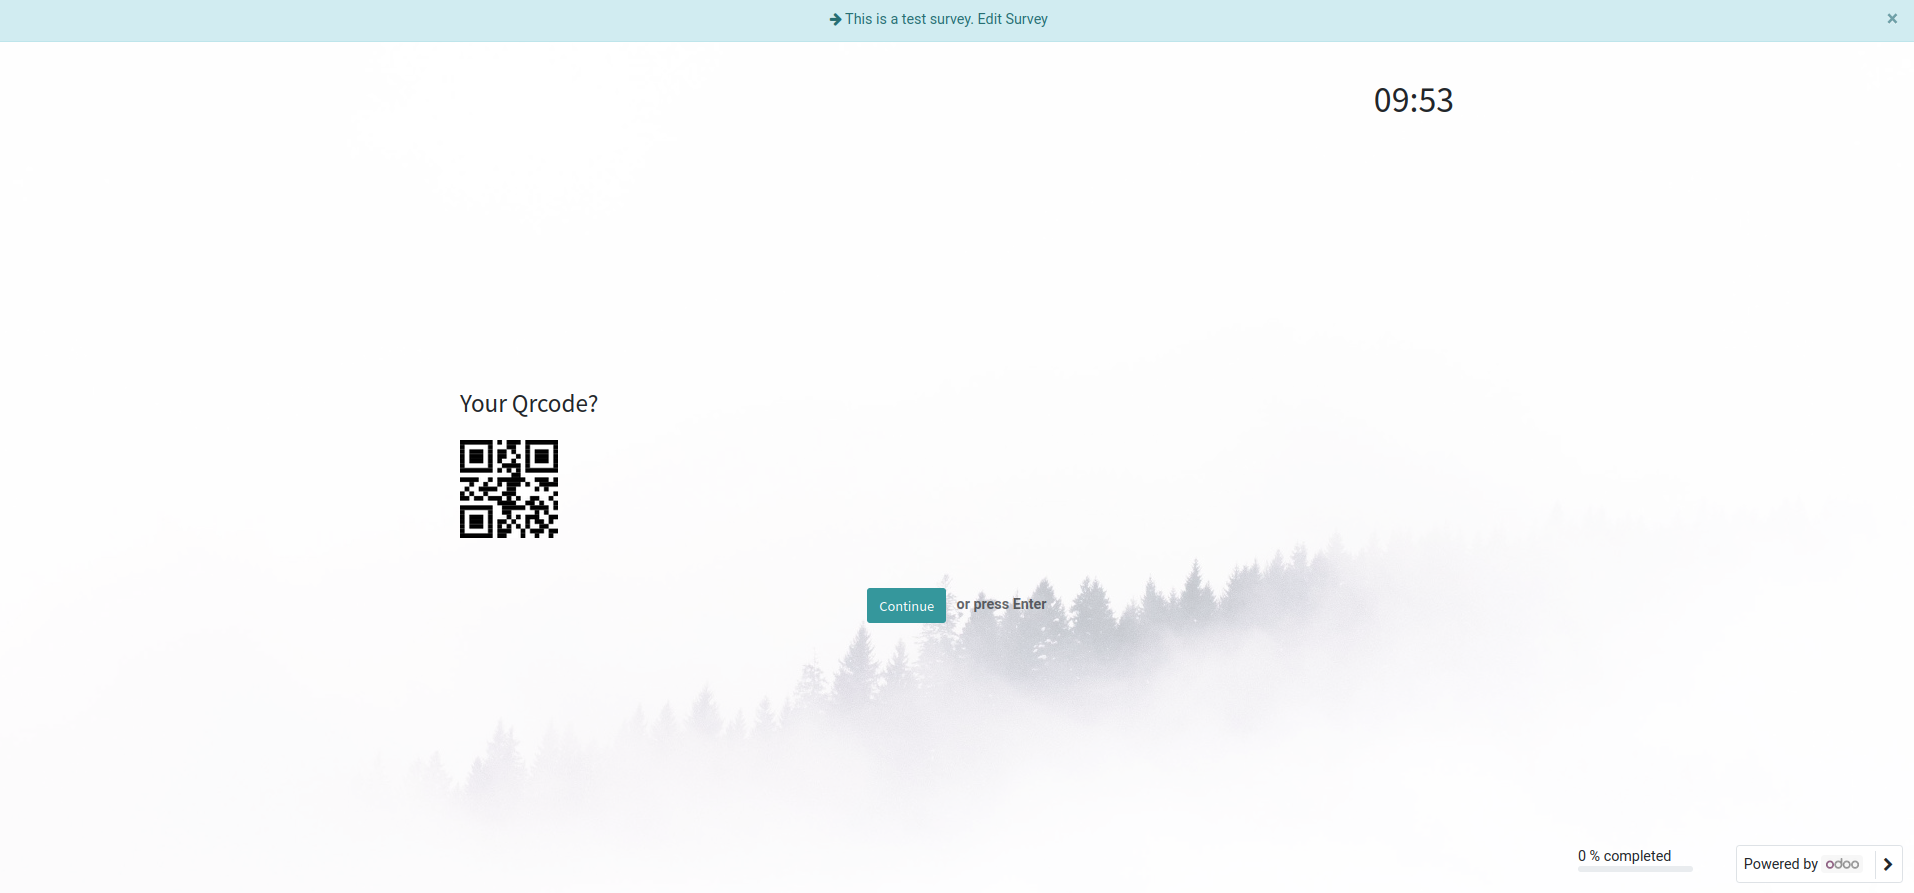 This is a test survey. Edit Survey
×
09:53
Your Qrcode?
Continue or press Enter
0 % completed
Powered by odoo